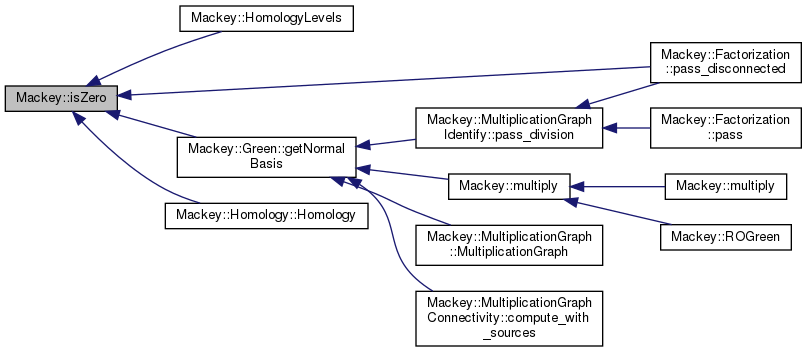 Mackey::HomologyLevels
Mackey::Factorization
::pass_disconnected
Mackey::isZero
Mackey::MultiplicationGraph
Identify::pass_division
Mackey::Factorization
::pass
Mackey::Green::getNormal
Basis
Mackey::multiply
Mackey::multiply
Mackey::Homology::Homology
Mackey::ROGreen
Mackey::MultiplicationGraph
::MultiplicationGraph
Mackey::MultiplicationGraph
Connectivity::compute_with
_sources